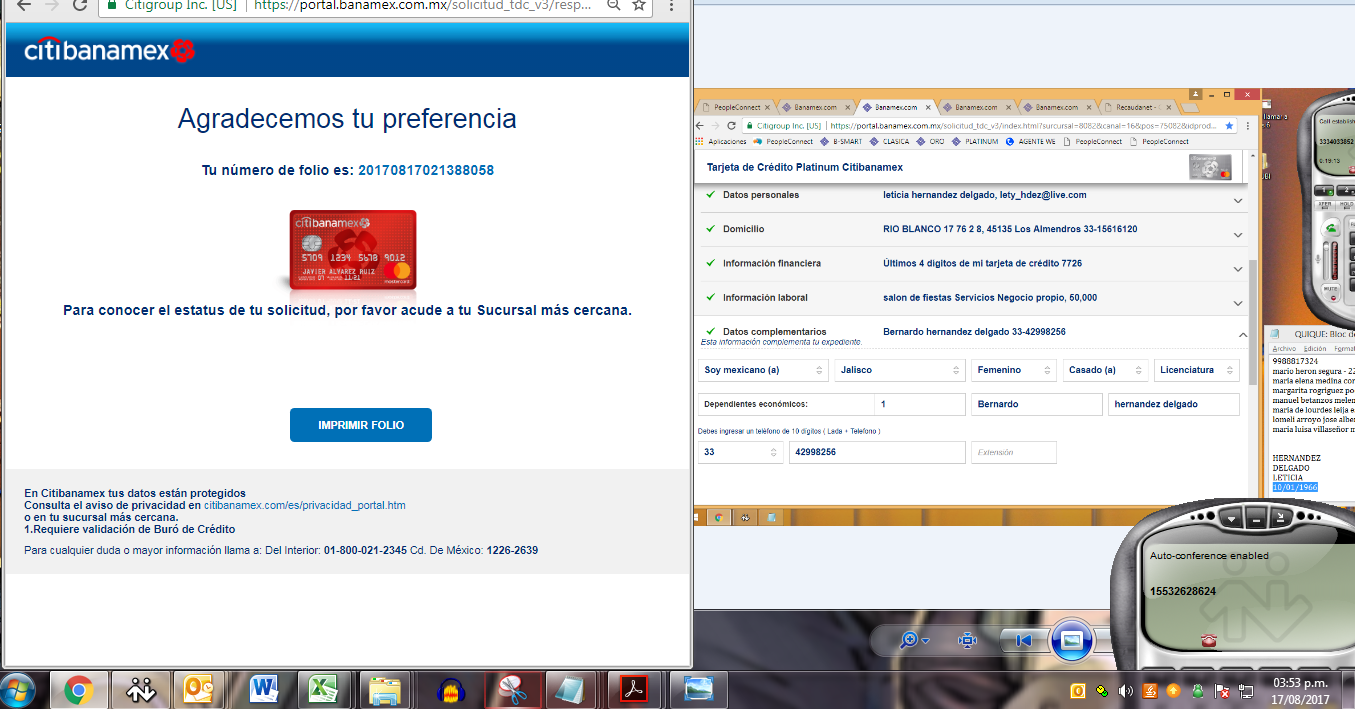 Citigroup Inc. [US] https://portal.banamex.com.mx/solicitud_tdc_v3/resp...
citibanamex
Agradecemos tu preferencia
Tu número de folio es: 20170817021388058
citibanamex
5709 1234 5678 9012
JAVIER ALVAREZ RUIZ
mastercard
Para conocer el estatus de tu solicitud, por favor acude a tu Sucursal más cercana.
IMPRIMIR FOLIO
En Citibanamex tus datos están protegidos
Consulta el aviso de privacidad en citibanamex.com/es/privacidad_portal.htm
o en tu sucursal más cercana.
1.Requiere validación de Buró de Crédito
Para cualquier duda o mayor información llama a: Del Interior: 01-800-021-2345 Cd. De México: 1226-2639
PeopleConnect Banamex.com Banamex.com Banamex.com Banamex.com Recaudanet -
Citigroup Inc. [US] https://portal.banamex.com.mx/solicitud_tdc_v3/index.html?surcursal=8082&canal=16&pos=75082&idprod...
Aplicaciones PeopleConnect B-SMART CLASICA ORO PLATINUM AGENTE WE PeopleConnect PeopleConnect
Tarjeta de Crédito Platinum Citibanamex
Datos personales leticia hernandez delgado, lety_hdez@live.com
Domicilio RIO BLANCO 17 76 2 8, 45135 Los Almendros 33-15616120
Información financiera Últimos 4 digitos de mi tarjeta de crédito 7726
Información laboral salon de fiestas Servicios Negocio propio, 50,000
Datos complementarios Bernardo hernandez delgado 33-42998256
Esta información complementa tu expediente.
Soy mexicano (a) Jalisco Femenino Casado (a) Licenciatura
Dependientes económicos: 1 Bernardo hernandez delgado
Debes ingresar un teléfono de 10 dígitos ( Lada + Telefono )
33 42998256 Extensión
Call establish
3334033852
0:19:13
XFER HOLD
MUTE
QUIQUE: Bloc de
Archivo Edición Format
9988817324
mario heron segura - 22
maria elena medina cor
margarita rogriguez po
manuel betanzos melen
maria de lourdes leija e
lomeli arroyo jose alber
maría luisa villaseñor m
HERNANDEZ
DELGADO
LETICIA
10/01/1966
Auto-conference enabled
15532628624
03:53 p.m.
17/08/2017